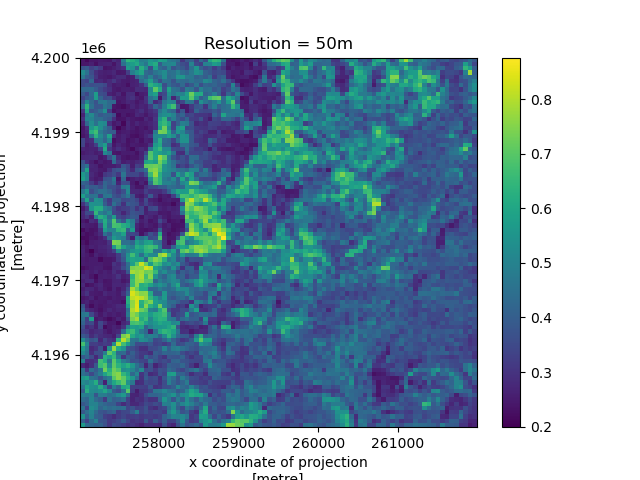 Resolution = 50m
1e6
4.200
4.199
4.198
4.197
4.196
y coordinate of projection
[metre]
258000 259000 260000 261000
x coordinate of projection
[metre]
0.8
0.7
0.6
0.5
0.4
0.3
0.2